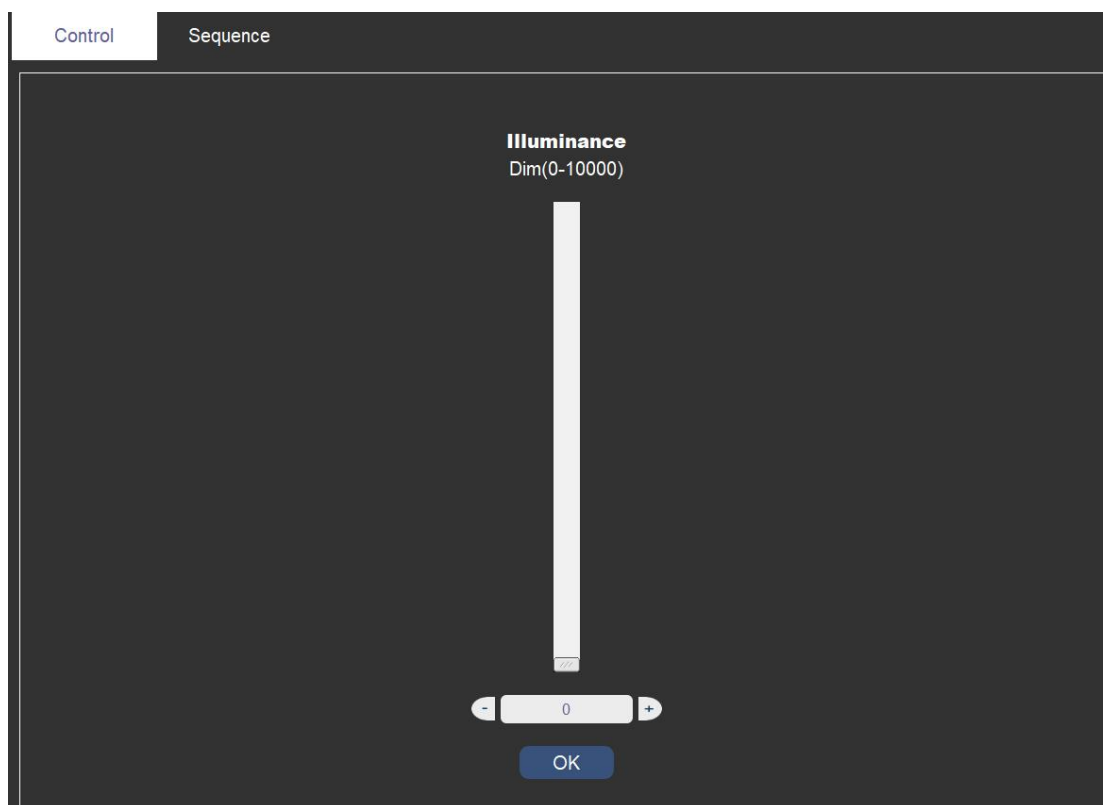 Control
Sequence
Illuminance
Dim(0-10000)
- 0 +
OK